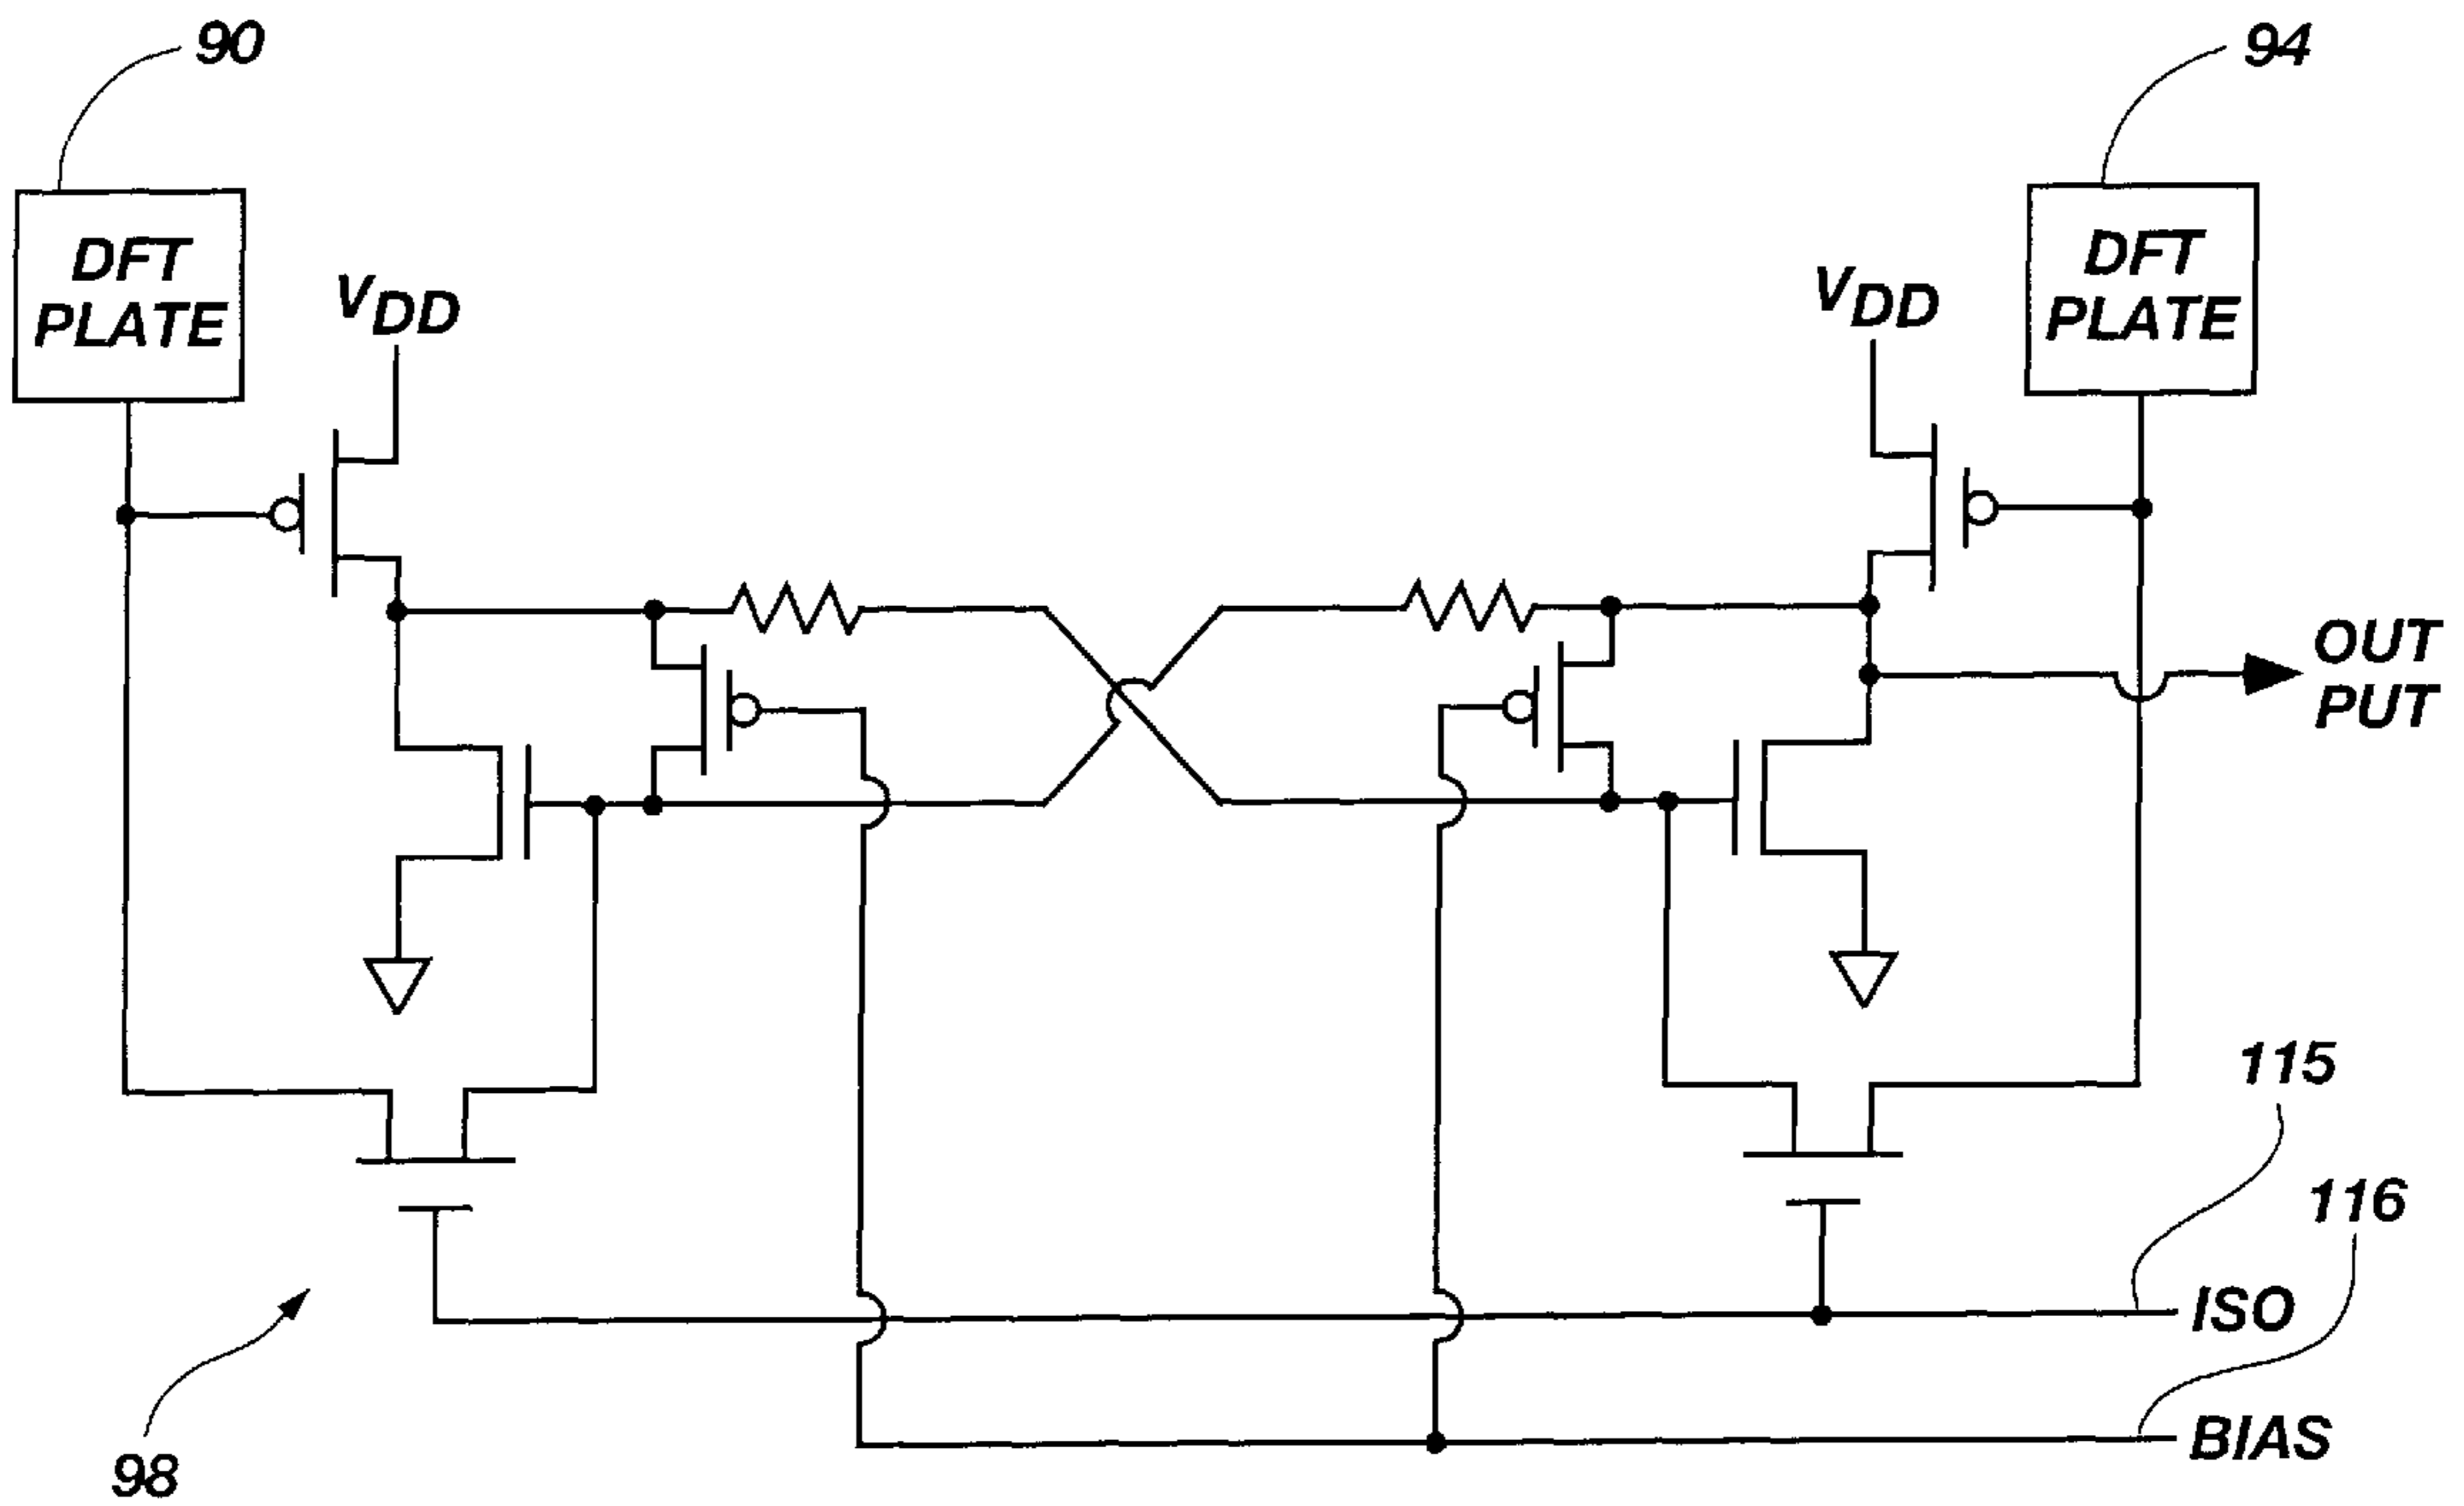 90
94
DFT
PLATE
VDD
VDD
DFT
PLATE
OUT
PUT
115
116
ISO
BIAS
98